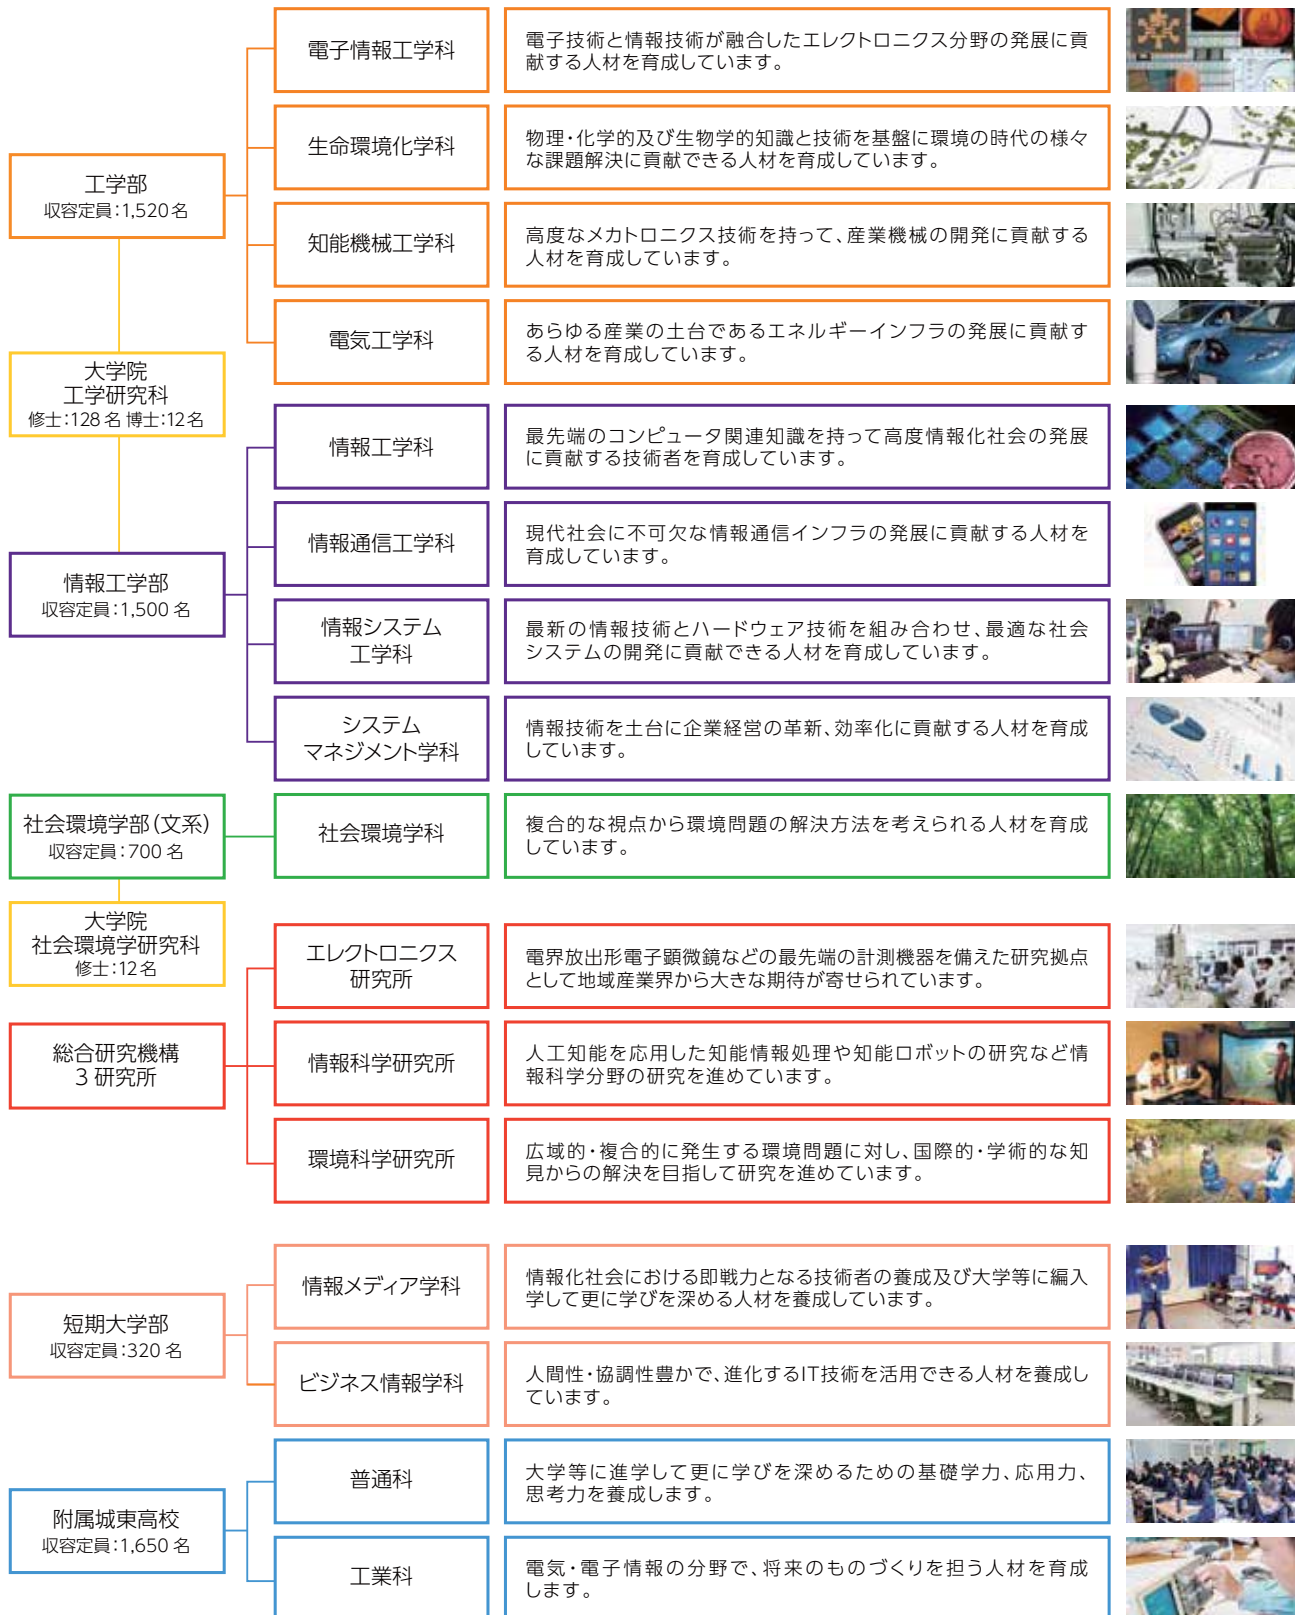 電子情報工学科
電子技術と情報技術が融合したエレクトロニクス分野の発展に貢
献する人材を育成しています。
生命環境化学科
物理・化学的及び生物学的知識と技術を基盤に環境の時代の様々
な課題解決に貢献できる人材を育成しています。
工学部
収容定員：1,520名
知能機械工学科
高度なメカトロニクス技術を持って、産業機械の開発に貢献する
人材を育成しています。
電気工学科
あらゆる産業の土台であるエネルギーインフラの発展に貢献す
る人材を育成しています。
大学院
工学研究科
修士：128名 博士：12名
情報工学科
最先端のコンピュータ関連知識を持って高度情報化社会の発展
に貢献する技術者を育成しています。
情報通信工学科
現代社会に不可欠な情報通信インフラの発展に貢献する人材を
育成しています。
情報工学部
収容定員：1,500名
情報システム
工学科
最新の情報技術とハードウェア技術を組み合わせ、最適な社会
システムの開発に貢献できる人材を育成しています。
システム
マネジメント学科
情報技術を土台に企業経営の革新、効率化に貢献する人材を育成
しています。
社会環境学部（文系）
収容定員：700名
社会環境学科
複合的な視点から環境問題の解決方法を考えられる人材を育成
しています。
大学院
社会環境学研究科
修士：12名
エレクトロニクス
研究所
電界放出形電子顕微鏡などの最先端の計測機器を備えた研究拠点
として地域産業界から大きな期待が寄せられています。
総合研究機構
3 研究所
情報科学研究所
人工知能を応用した知能情報処理や知能ロボットの研究など情
報科学分野の研究を進めています。
環境科学研究所
広域的・複合的に発生する環境問題に対し、国際的・学術的な知
見からの解決を目指して研究を進めています。
情報メディア学科
情報化社会における即戦力となる技術者の養成及び大学等に編入
学して更に学びを深める人材を養成しています。
短期大学部
収容定員：320名
ビジネス情報学科
人間性・協調性豊かで、進化するIT技術を活用できる人材を養成し
ています。
普通科
大学等に進学して更に学びを深めるための基礎学力、応用力、
思考力を養成します。
附属城東高校
収容定員：1,650名
工業科
電気・電子情報の分野で、将来のものづくりを担う人材を育成
します。